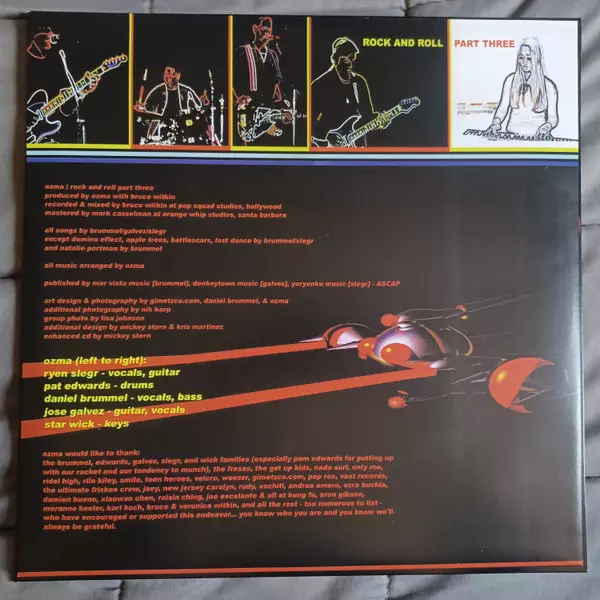 ROCK AND ROLL PART THREE
ozma | rock and roll part three
produced by ozma with bruce witkin
recorded & mixed by bruce witkin at pop squad studios, hollywood
mastered by mark casselman at orange whip studios, santa barbara
all songs by brummel/galvez/slegr
except domino effect, apple trees, battlescars, last dance by brummel/slegr
and natalie portman by brummel
all music arranged by ozma
published by mar vista music [brummel], donkeytown music [galvez], yoryonku music [slegr] - ASCAP
art design & photography by gimetzco.com, daniel brummel, & ozma
additional photography by nik karp
group photo by lisa johnson
additional design by mickey stern & kris martinez
enhanced cd by mickey stern
ozma (left to right):
ryen slegr - vocals, guitar
pat edwards - drums
daniel brummel - vocals, bass
jose galvez - guitar, vocals
star wick - keys
ozma would like to thank:
the brummel, edwards, galvez, slegr, and wick families (especially pam edwards for putting up
with our racket and our tendency to munch), the fresan, the get up kids, nada surf, only me,
ridel high, rilo kiley, smile, teen heroes, velcro, weezer, gimetzco.com, pop rox, vast records,
the ultimate frisbee crew, joey, new jersey carolyn, rudy, xochitl, andrea amaro, ezra buchla,
damien bueno, xiaowen chen, raisin ching, joe escalante & all at kung fu, aron gibson,
meranne keeler, karl koch, bruce & veronica witkin, and all the rest - too numerous to list -
who have encouraged or supported this endeavor... you know who you are and you know we'll
always be grateful.